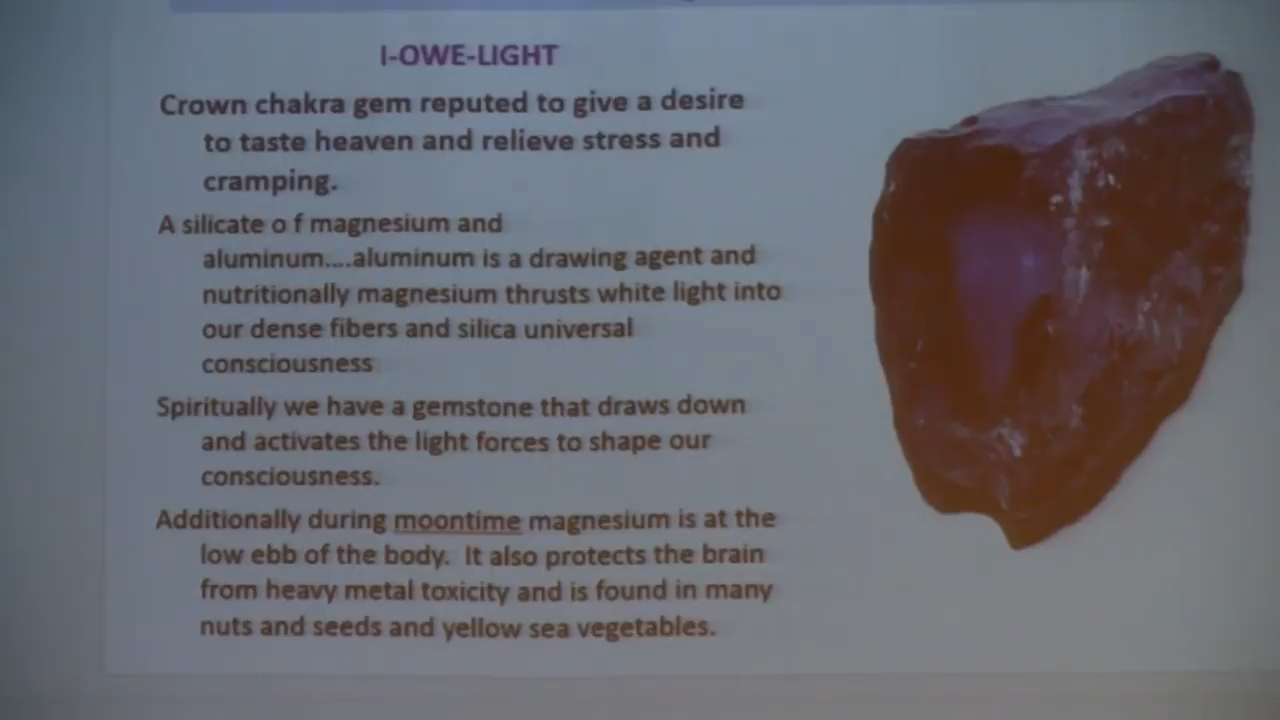 I-OWE-LIGHT
Crown chakra gem reputed to give a desire
to taste heaven and relieve stress and
cramping.
A silicate o f magnesium and
aluminum....aluminum is a drawing agent and
nutritionally magnesium thrusts white light into
our dense fibers and silica universal
consciousness
Spiritually we have a gemstone that draws down
and activates the light forces to shape our
consciousness.
Additionally during moontime magnesium is at the
low ebb of the body.  It also protects the brain
from heavy metal toxicity and is found in many
nuts and seeds and yellow sea vegetables.